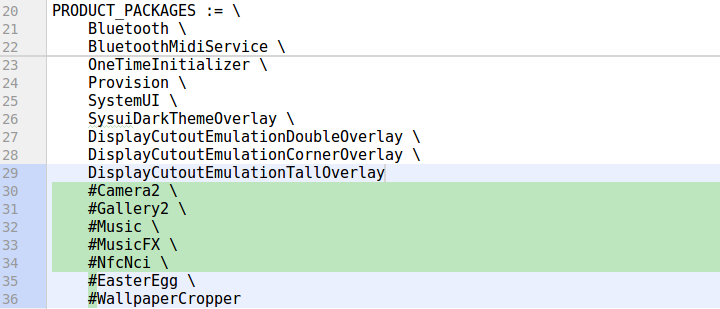 20 PRODUCT_PACKAGES := \
21 Bluetooth \
22 BluetoothMidiService \
23 OneTimeInitializer \
24 Provision \
25 SystemUI \
26 SysuiDarkThemeOverlay \
27 DisplayCutoutEmulationDoubleOverlay \
28 DisplayCutoutEmulationCornerOverlay \
29 DisplayCutoutEmulationTallOverlay
30 #Camera2 \
31 #Gallery2 \
32 #Music \
33 #MusicFX \
34 #NfcNci \
35 #EasterEgg \
36 #WallpaperCropper